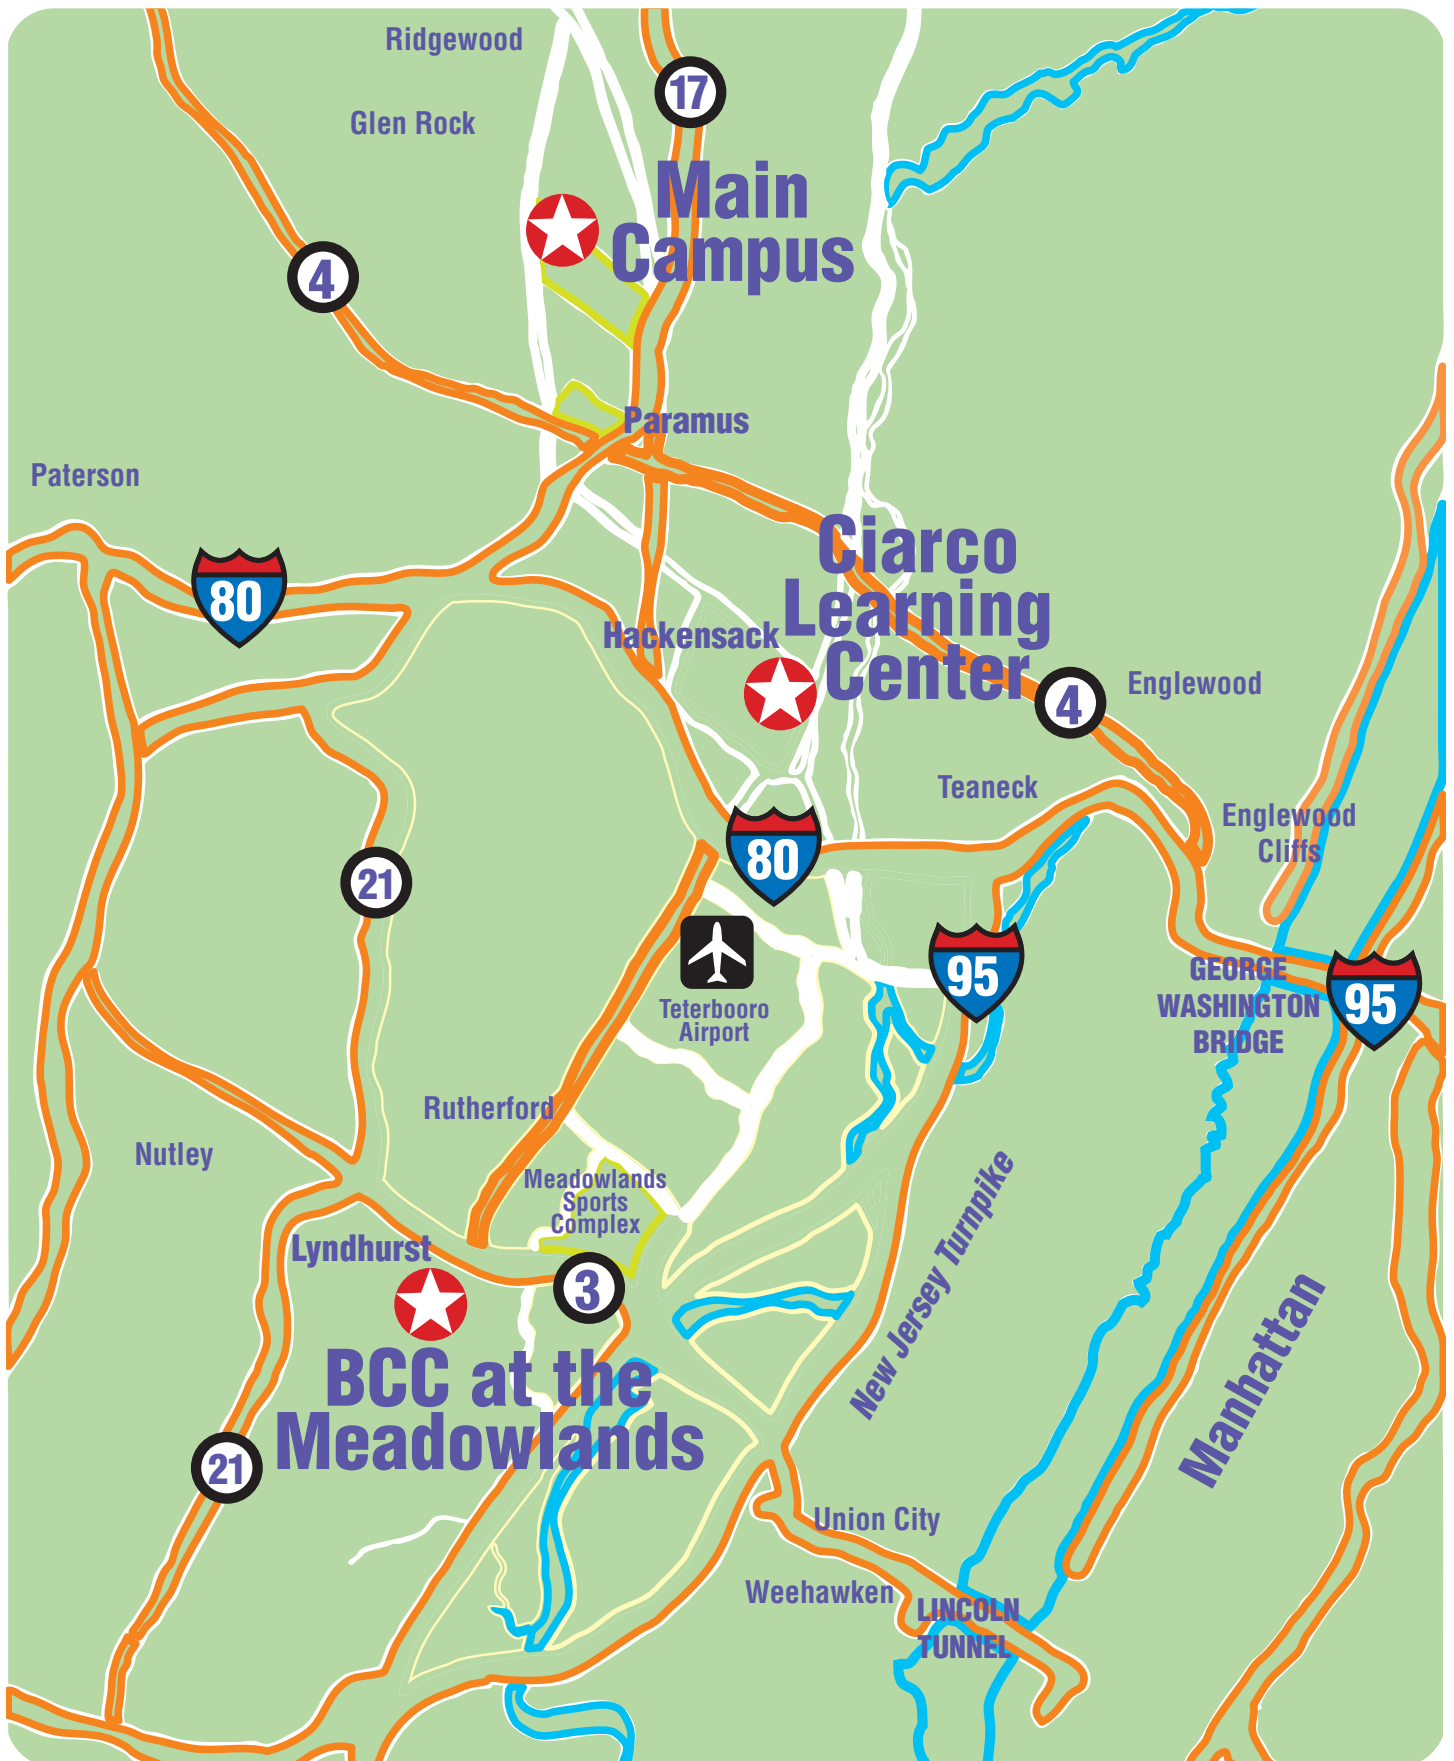 Ridgewood
17
Glen Rock
Main
Campus
4
Paramus
Paterson
Ciarco
Learning
Center
80
Hackensack
4
Englewood
Teaneck
Englewood
Cliffs
80
21
95
GEORGE
WASHINGTON
BRIDGE
95
Teterbooro
Airport
Rutherford
Nutley
Meadowlands
Sports
Complex
New Jersey Turnpike
Lyndhurst
3
Manhattan
BCC at the
Meadowlands
21
Union City
Weehawken
LINCOLN
TUNNEL